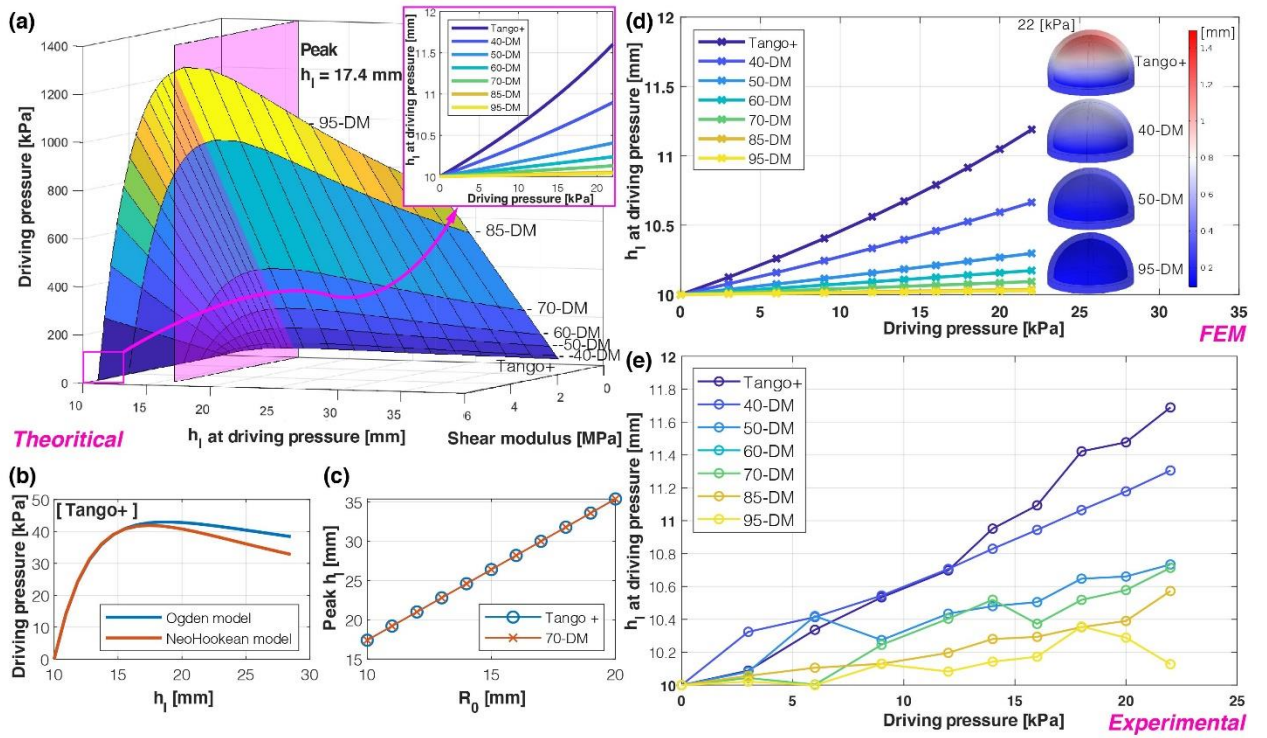 (a)
1400
1200
1000
800
600
400
200
0
Driving pressure [kPa]
10
15
20
25
30
35
h_l at driving pressure [mm]
6
4
2
0
Shear modulus [MPa]
Peak
h_l = 17.4 mm
95-DM
85-DM
70-DM
60-DM
50-DM
40-DM
Tango+
Theoritical
12
11.5
11
10.5
10
h_l at driving pressure [mm]
Tango+
40-DM
50-DM
60-DM
70-DM
85-DM
95-DM
0
5
10
15
20
Driving pressure [kPa]
(b)
50
40
30
20
10
0
Driving pressure [kPa]
[ Tango+]
Ogden model
NeoHookean model
10
15
20
25
30
h_l [mm]
(c)
35
30
25
20
15
Peak h_l [mm]
Tango +
70-DM
10
15
20
R_0 [mm]
(d)
12
11.5
11
10.5
10
h_l at driving pressure [mm]
Tango+
40-DM
50-DM
60-DM
70-DM
85-DM
95-DM
22 [kPa]
Tango+
40-DM
50-DM
95-DM
[mm]
1.4
1.2
1
0.8
0.6
0.4
0.2
0
5
10
15
20
25
30
35
Driving pressure [kPa]
FEM
(e)
12
11.8
11.6
11.4
11.2
11
10.8
10.6
10.4
10.2
10
h_l at driving pressure [mm]
Tango+
40-DM
50-DM
60-DM
70-DM
85-DM
95-DM
0
5
10
15
20
25
Driving pressure [kPa]
Experimental